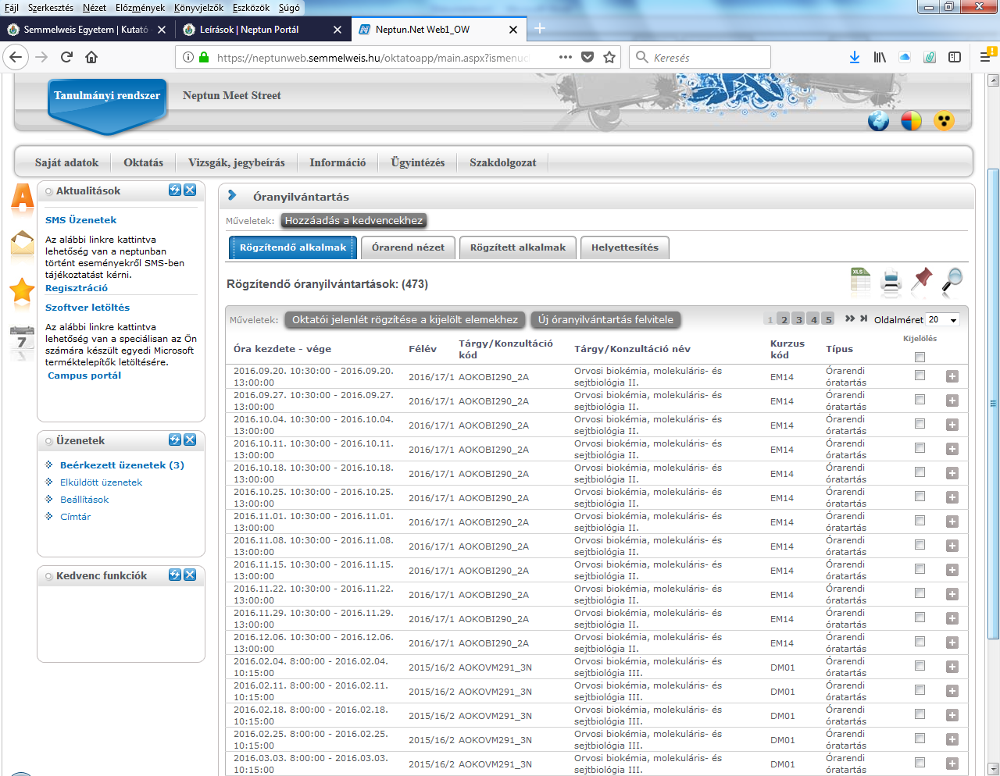 Fájl Szerkesztés Nézet Előzmények Könyvjelzők Eszközök Súgó
Semmelweis Egyetem | Kutató
Leírások | Neptun Portál
Neptun.Net Web1_OW
https://neptunweb.semmelweis.hu/oktatoapp/main.aspx?ismenuc
Keresés
Tanulmányi rendszer
Neptun Meet Street
Saját adatok
Oktatás
Vizsgák, jegybeírás
Információ
Ügyintézés
Szakdolgozat
Aktualitások
SMS Üzenetek
Az alábbi linkre kattintva
lehetőség van a neptunban
történt eseményekről SMS-ben
tájékoztatást kérni.
Regisztráció
Szoftver letöltés
Az alábbi linkre kattintva
lehetőség van a speciálisan az Ön
számára készült egyedi Microsoft
terméktelepítők letöltésére.
Campus portál
7
Üzenetek
Beérkezett üzenetek (3)
Elküldött üzenetek
Beállítások
Címtár
Kedvenc funkciók
Óranyilvántartás
Műveletek: Hozzáadás a kedvencekhez
Rögzítendő alkalmak
Órarend nézet
Rögzített alkalmak
Helyettesítés
Rögzítendő óranyilvántartások: (473)
XLS
Műveletek: Oktatói jelenlét rögzítése a kijelölt elemekhez Új óranyilvántartás felvitele
1 2 3 4 5 Oldalméret 20
Óra kezdete - vége Félév Tárgy/Konzultáció kód Tárgy/Konzultáció név Kurzus kód Típus Kijelölés
2016.09.20. 10:30:00 - 2016.09.20. 13:00:00 2016/17/1 AOKOBI290_2A Orvosi biokémia, molekuláris- és sejtbiológia II. EM14 Órarendi óratartás
2016.09.27. 10:30:00 - 2016.09.27. 13:00:00 2016/17/1 AOKOBI290_2A Orvosi biokémia, molekuláris- és sejtbiológia II. EM14 Órarendi óratartás
2016.10.04. 10:30:00 - 2016.10.04. 13:00:00 2016/17/1 AOKOBI290_2A Orvosi biokémia, molekuláris- és sejtbiológia II. EM14 Órarendi óratartás
2016.10.11. 10:30:00 - 2016.10.11. 13:00:00 2016/17/1 AOKOBI290_2A Orvosi biokémia, molekuláris- és sejtbiológia II. EM14 Órarendi óratartás
2016.10.18. 10:30:00 - 2016.10.18. 13:00:00 2016/17/1 AOKOBI290_2A Orvosi biokémia, molekuláris- és sejtbiológia II. EM14 Órarendi óratartás
2016.10.25. 10:30:00 - 2016.10.25. 13:00:00 2016/17/1 AOKOBI290_2A Orvosi biokémia, molekuláris- és sejtbiológia II. EM14 Órarendi óratartás
2016.11.01. 10:30:00 - 2016.11.01. 13:00:00 2016/17/1 AOKOBI290_2A Orvosi biokémia, molekuláris- és sejtbiológia II. EM14 Órarendi óratartás
2016.11.08. 10:30:00 - 2016.11.08. 13:00:00 2016/17/1 AOKOBI290_2A Orvosi biokémia, molekuláris- és sejtbiológia II. EM14 Órarendi óratartás
2016.11.15. 10:30:00 - 2016.11.15. 13:00:00 2016/17/1 AOKOBI290_2A Orvosi biokémia, molekuláris- és sejtbiológia II. EM14 Órarendi óratartás
2016.11.22. 10:30:00 - 2016.11.22. 13:00:00 2016/17/1 AOKOBI290_2A Orvosi biokémia, molekuláris- és sejtbiológia II. EM14 Órarendi óratartás
2016.11.29. 10:30:00 - 2016.11.29. 13:00:00 2016/17/1 AOKOBI290_2A Orvosi biokémia, molekuláris- és sejtbiológia II. EM14 Órarendi óratartás
2016.12.06. 10:30:00 - 2016.12.06. 13:00:00 2016/17/1 AOKOBI290_2A Orvosi biokémia, molekuláris- és sejtbiológia II. EM14 Órarendi óratartás
2016.02.04. 8:00:00 - 2016.02.04. 10:15:00 2015/16/2 AOKOVM291_3N Orvosi biokémia, molekuláris- és sejtbiológia III. DM01 Órarendi óratartás
2016.02.11. 8:00:00 - 2016.02.11. 10:15:00 2015/16/2 AOKOVM291_3N Orvosi biokémia, molekuláris- és sejtbiológia III. DM01 Órarendi óratartás
2016.02.18. 8:00:00 - 2016.02.18. 10:15:00 2015/16/2 AOKOVM291_3N Orvosi biokémia, molekuláris- és sejtbiológia III. DM01 Órarendi óratartás
2016.02.25. 8:00:00 - 2016.02.25. 10:15:00 2015/16/2 AOKOVM291_3N Orvosi biokémia, molekuláris- és sejtbiológia III. DM01 Órarendi óratartás
2016.03.03. 8:00:00 - 2016.03.03. 10:15:00 2015/16/2 AOKOVM291_3N Orvosi biokémia, molekuláris- és sejtbiológia III. DM01 Órarendi óratartás